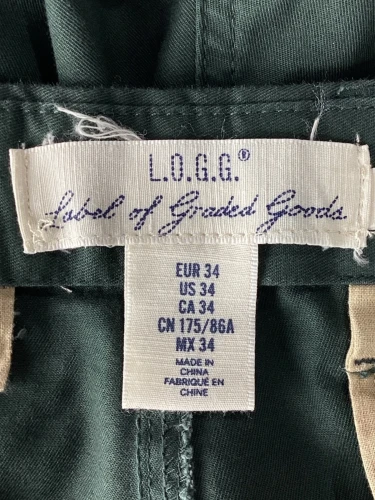 L.O.G.G.®
Label of Graded Goods
EUR 34
US 34
CA 34
CN 175/86A
MX 34
MADE IN
CHINA
FABRIQUÉ EN
CHINE